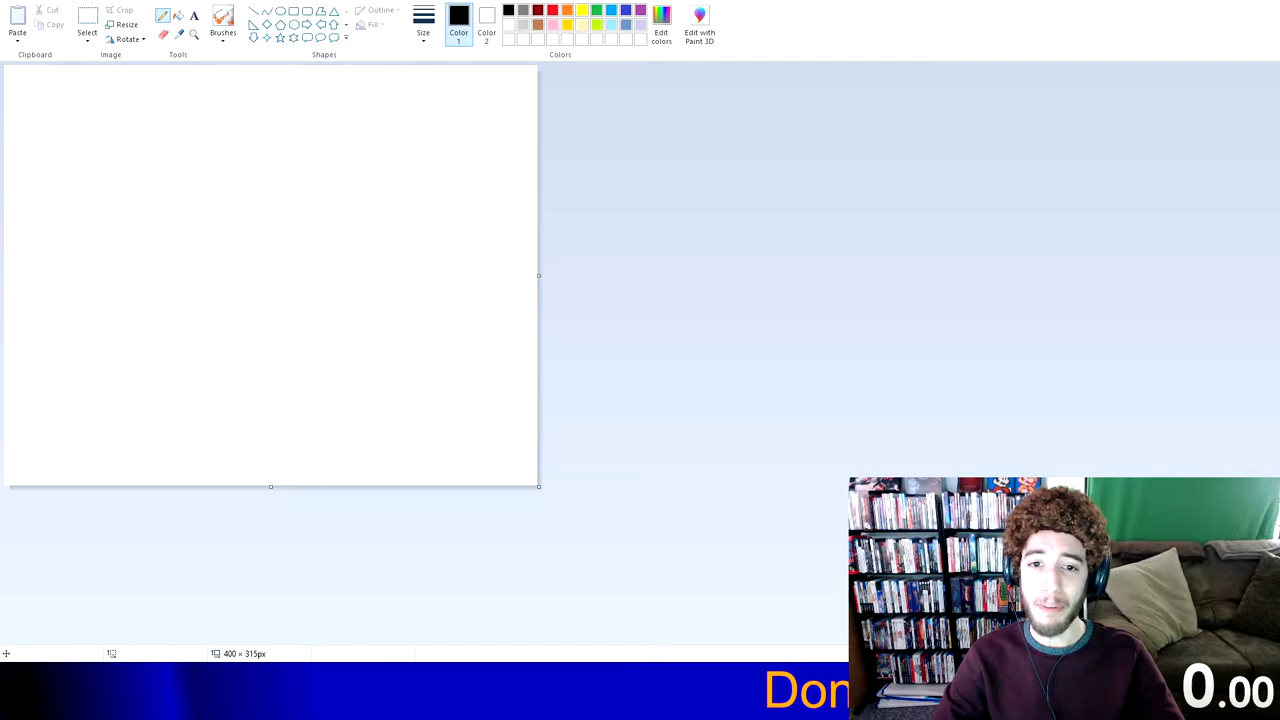 Paste
Cut
Copy
Clipboard
Select
Crop
Resize
Rotate
Image
A
Tools
Brushes
Shapes
Outline
Fill
Size
Color 1
Color 2
Edit colors
Edit with Paint 3D
Colors
400 × 315px
Don
0.00